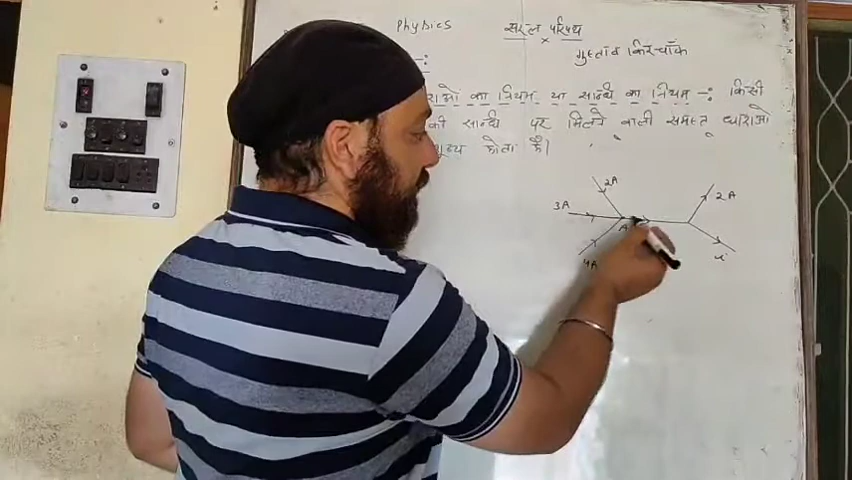 Physics सरल परिपथ
गुस्ताव किरचॉफ
का नियम या सान्धि का नियम -: किसी
की सान्धि पर मिलने वाली समस्त धाराओ
होता है।
2A
3A
2A
A
4A